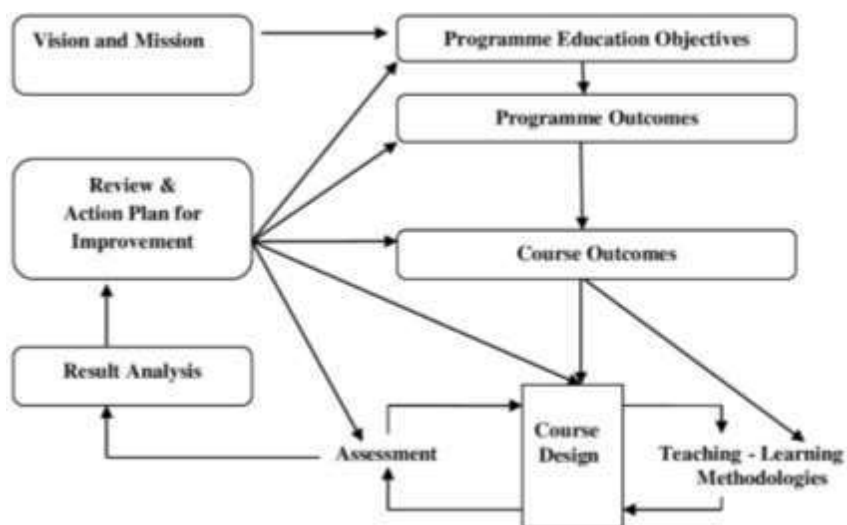 Vision and Mission
Programme Education Objectives
Programme Outcomes
Review &
Action Plan for
Improvement
Course Outcomes
Result Analysis
Assessment
Course
Design
Teaching - Learning
Methodologies